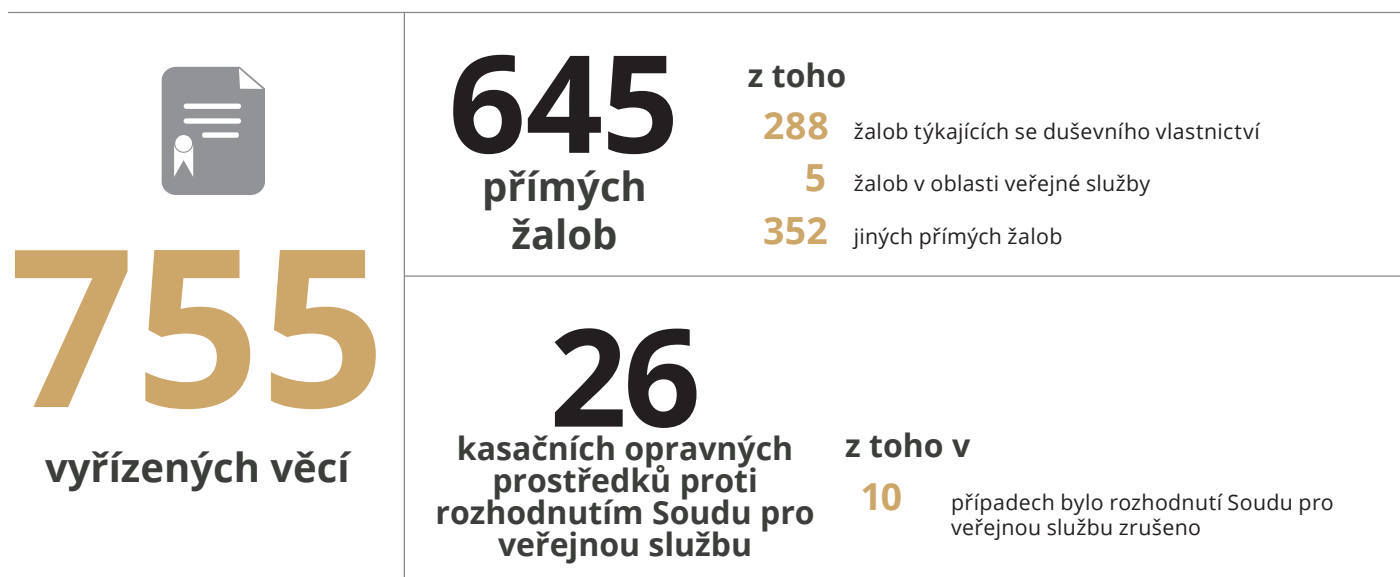 755
vyřízených věcí
645
přímých
žalob
z toho
288 žalob týkajících se duševního vlastnictví
5 žalob v oblasti veřejné služby
352 jiných přímých žalob
26
kasačních opravných
prostředků proti
rozhodnutím Soudu pro
veřejnou službu
z toho v
10 případech bylo rozhodnutí Soudu pro
veřejnou službu zrušeno